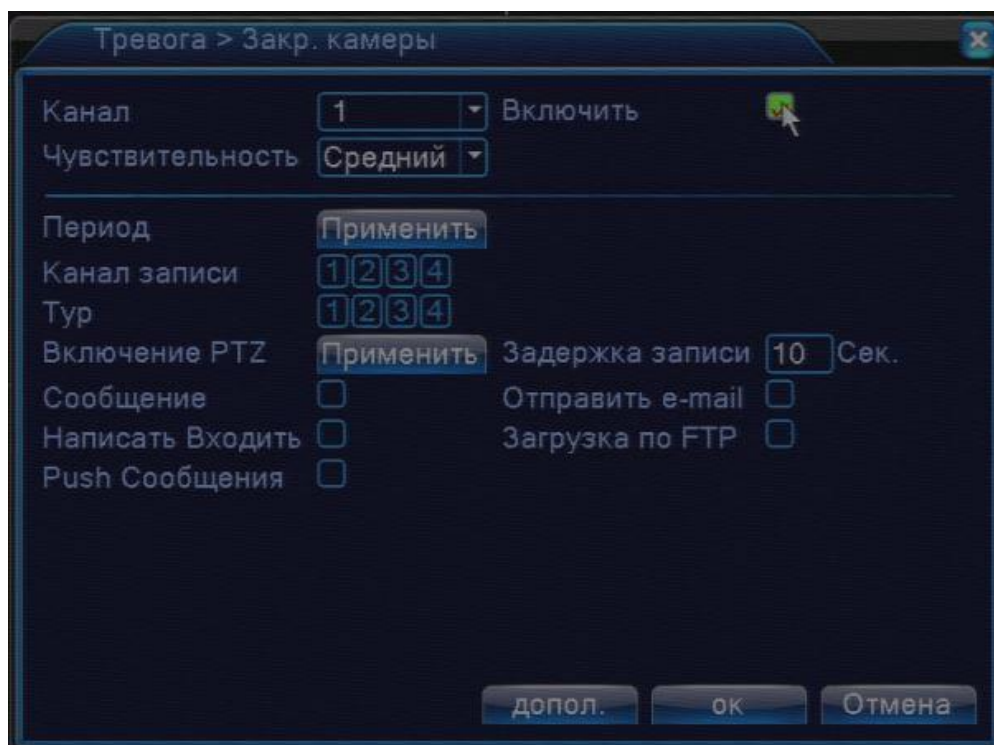 Тревога > Закр. камеры
Канал 1 Включить
Чувствительность Средний
Период Применить
Канал записи 1 2 3 4
Тур 1 2 3 4
Включение PTZ Применить Задержка записи 10 Сек.
Сообщение Отправить e-mail
Написать Входить Загрузка по FTP
Push Сообщения
допол. ок Отмена